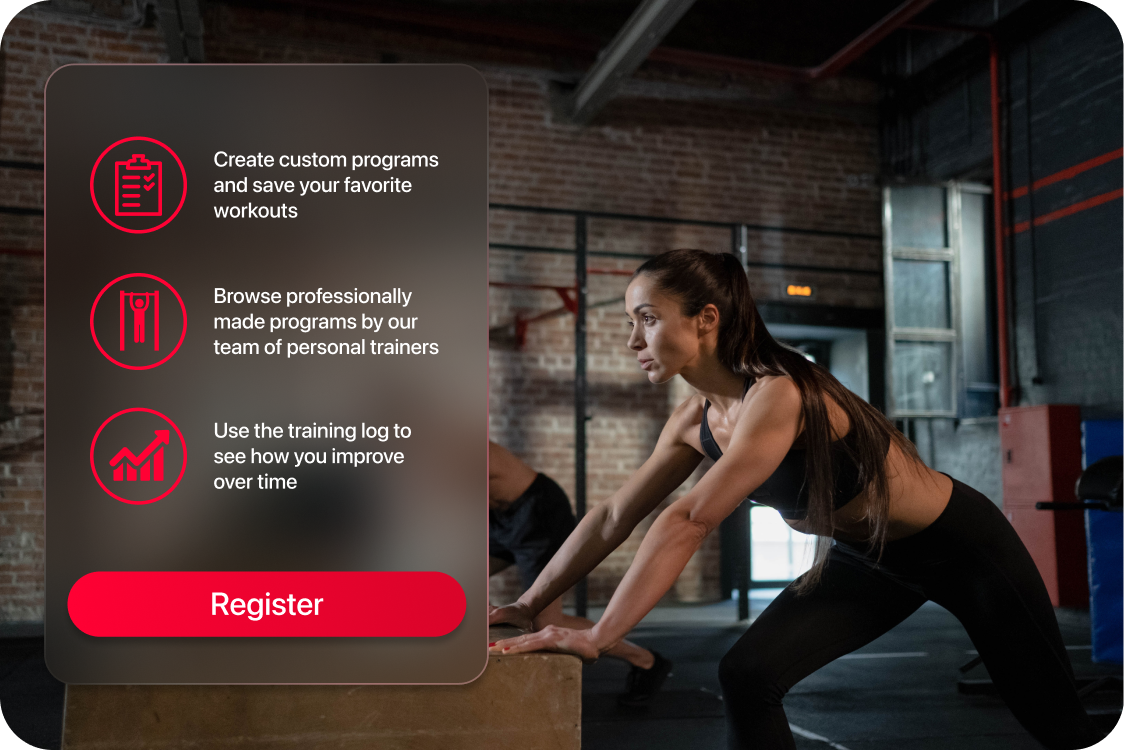 Create custom programs
and save your favorite
workouts
Browse professionally
made programs by our
team of personal trainers
Use the training log to
see how you improve
over time
Register